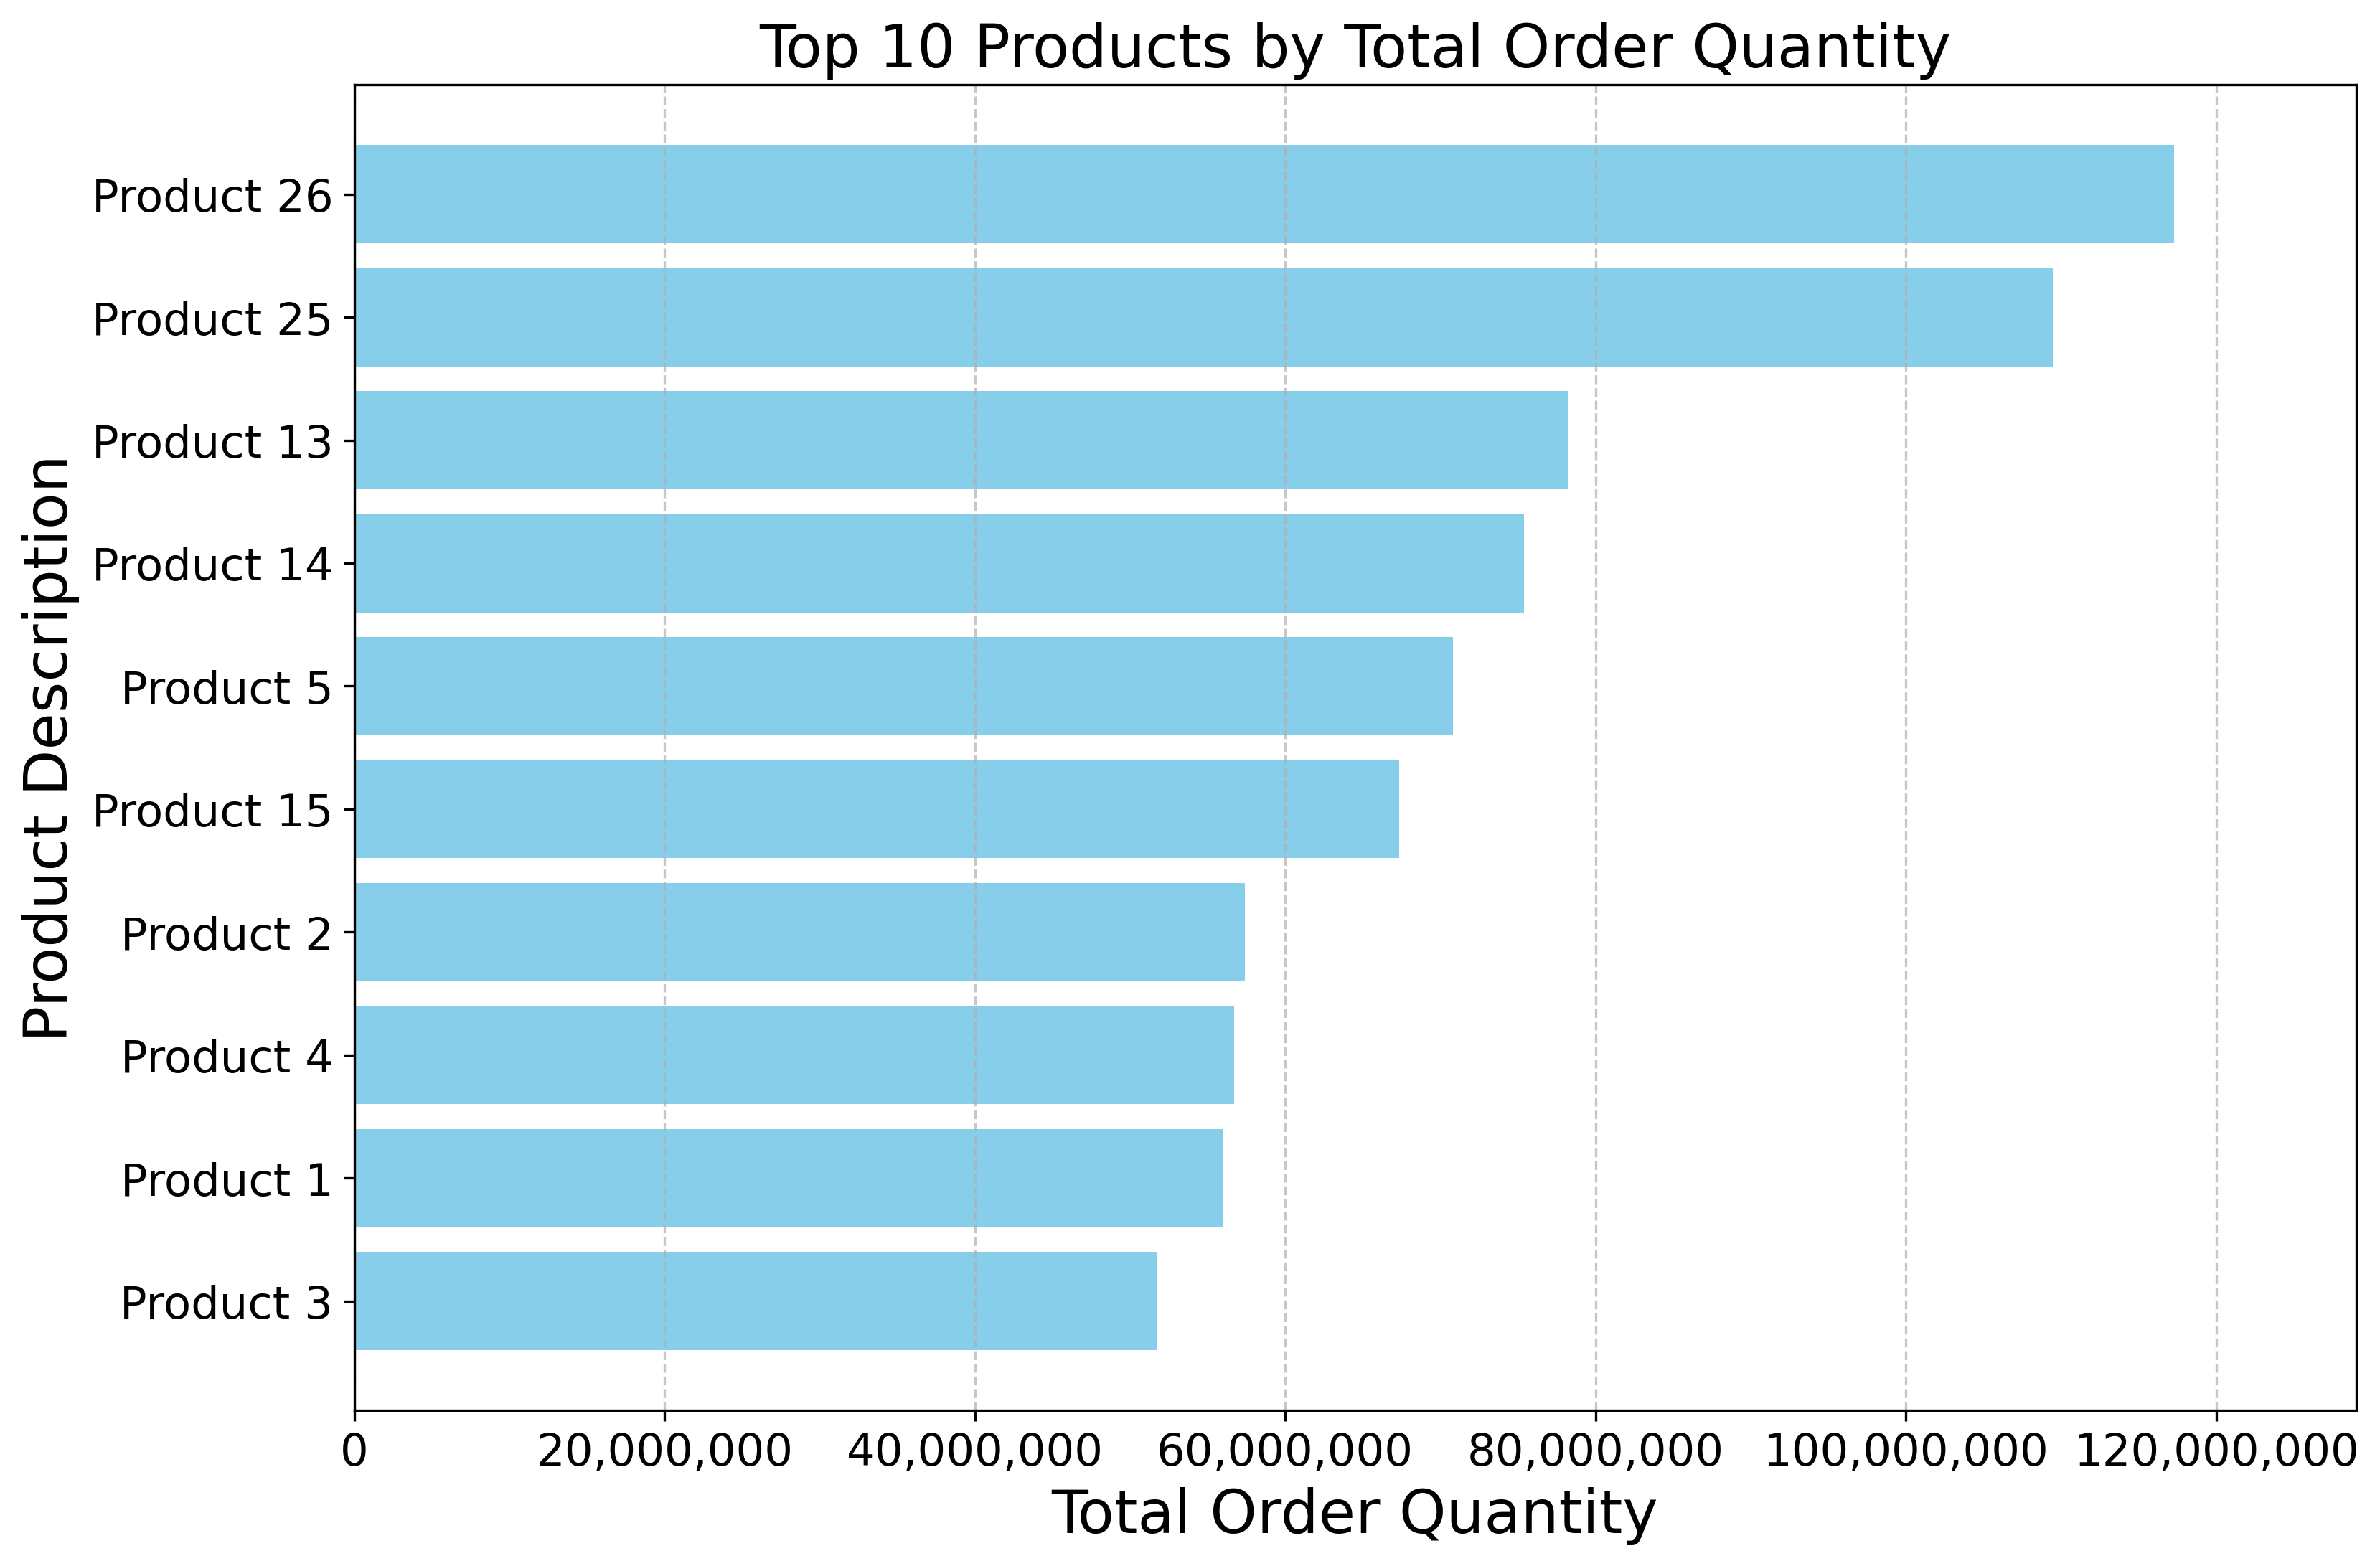 Top 10 Products by Total Order Quantity
Product Description
Product 26
Product 25
Product 13
Product 14
Product 5
Product 15
Product 2
Product 4
Product 1
Product 3
0 20,000,000 40,000,000 60,000,000 80,000,000 100,000,000 120,000,000
Total Order Quantity